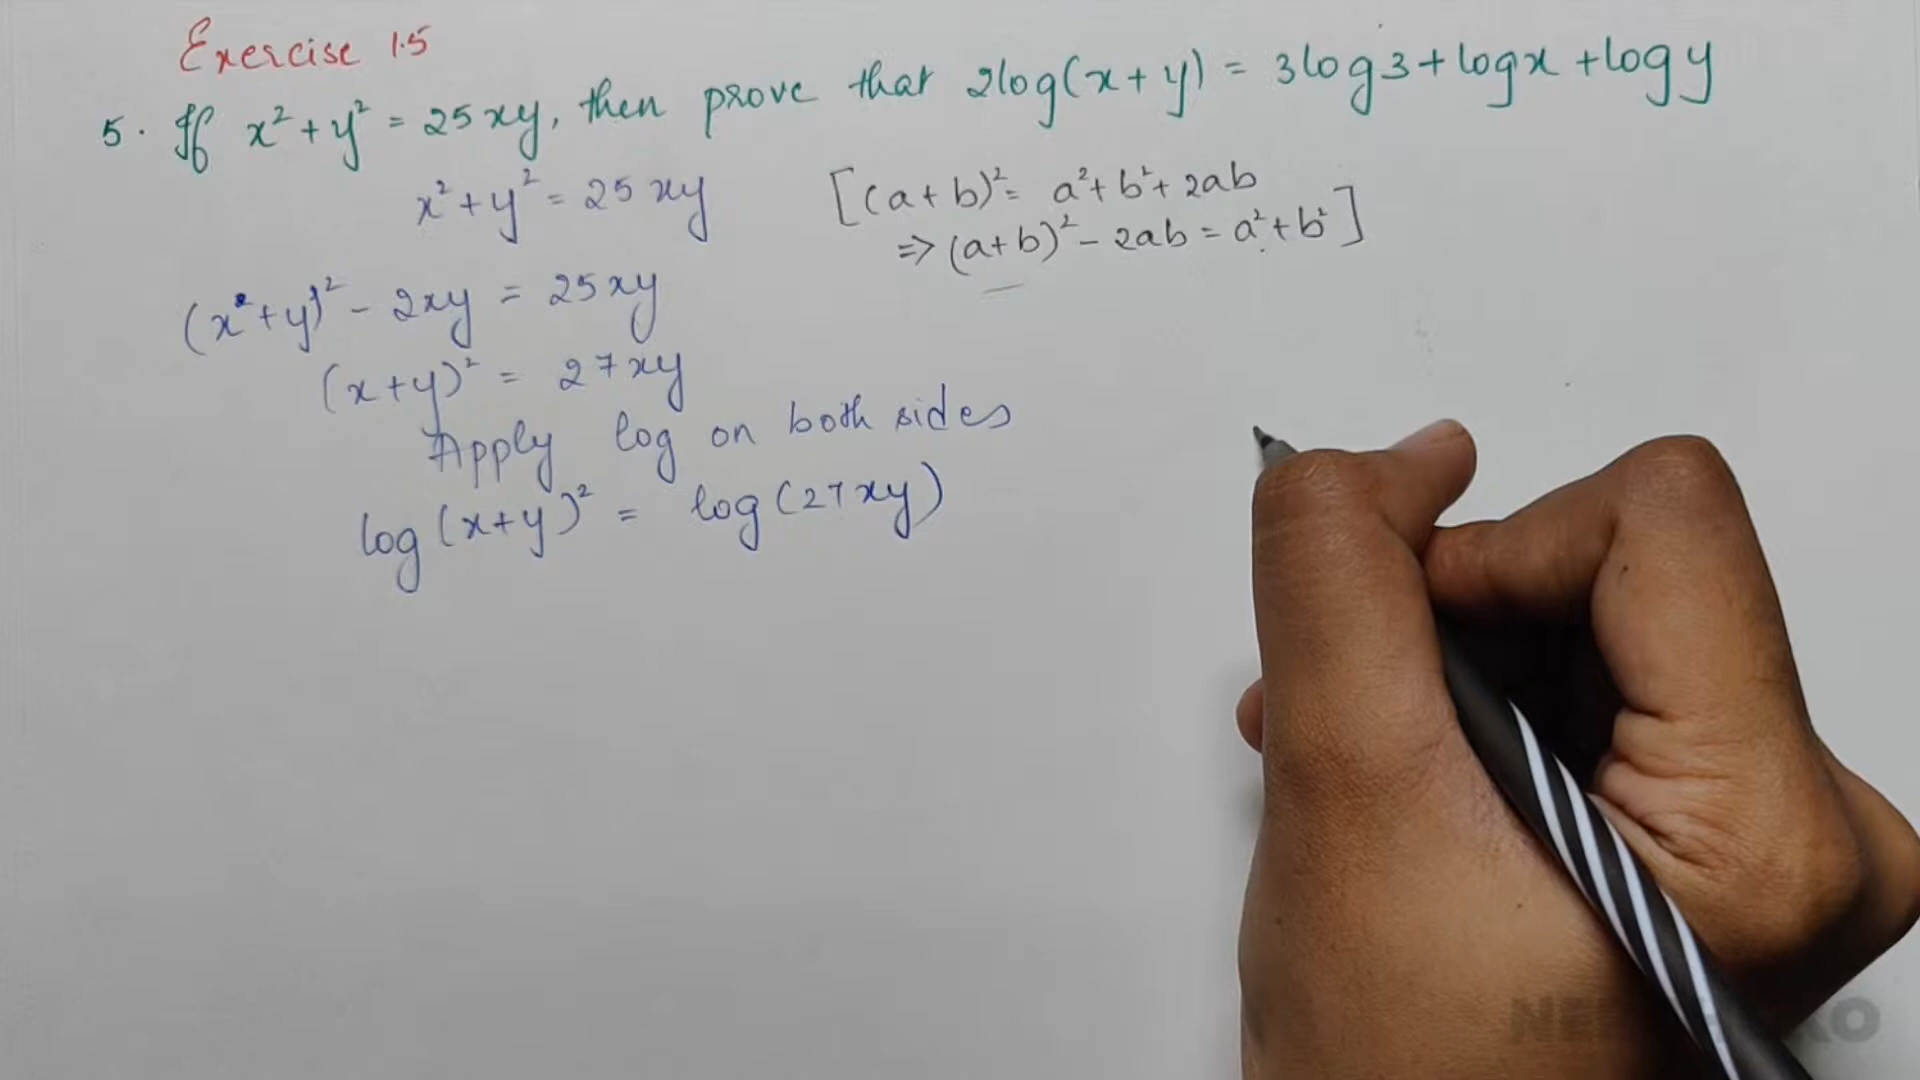 Exercise 1.5
5. If x² + y² = 25xy, then prove that 2log(x+y) = 3log3 + logx + logy
x² + y² = 25xy
[(a+b)² = a² + b² + 2ab
⇒ (a+b)² - 2ab = a² + b²]
(x + y)² - 2xy = 25xy
(x+y)² = 27xy
Apply log on both sides
log(x+y)² = log(27xy)